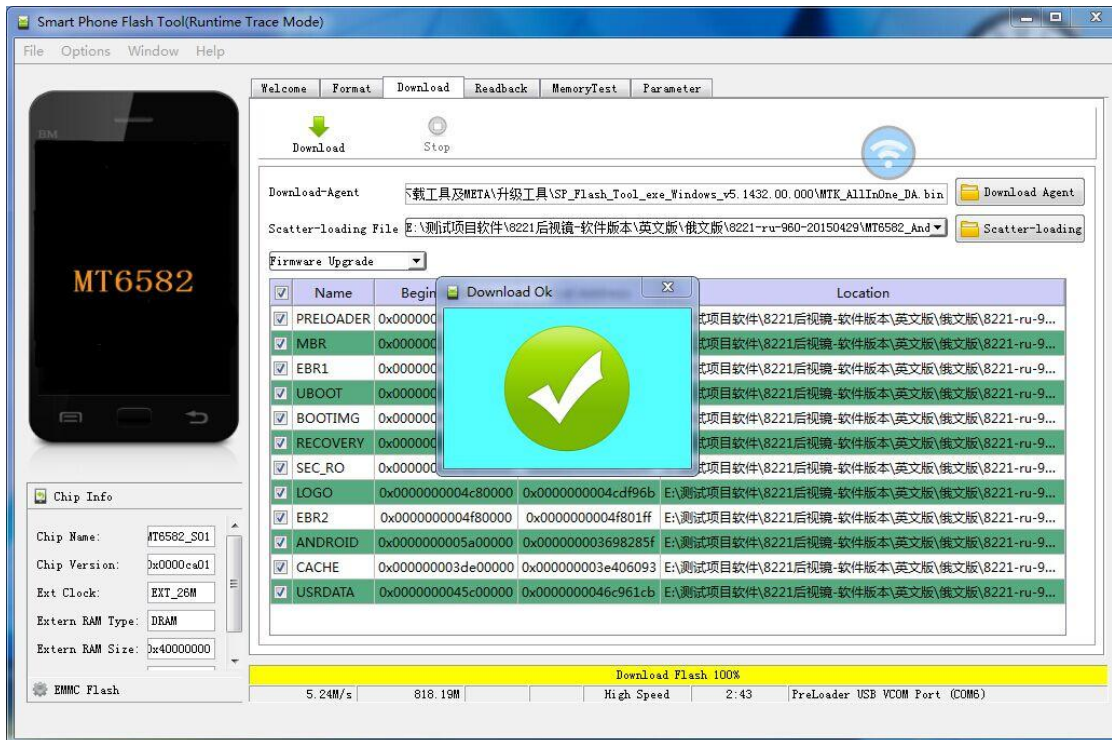 Smart Phone Flash Tool(Runtime Trace Mode)
File Options Window Help
BM
MT6582
Welcome Format Download Readback MemoryTest Parameter
Download Stop
Download-Agent 下载工具及META\升级工具\SP_Flash_Tool_exe_Windows_v5.1432.00.000\MTK_AllInOne_DA.bin Download Agent
Scatter-loading File E:\测试项目软件\8221后视镜-软件版本\英文版\俄文版\8221-ru-960-20150429\MT6582_And Scatter-loading
Firmware Upgrade
Name Begin Location
PRELOADER 0x000000 试项目软件\8221后视镜-软件版本\英文版\俄文版\8221-ru-9...
MBR 0x000000 试项目软件\8221后视镜-软件版本\英文版\俄文版\8221-ru-9...
EBR1 0x000000 试项目软件\8221后视镜-软件版本\英文版\俄文版\8221-ru-9...
UBOOT 0x000000 试项目软件\8221后视镜-软件版本\英文版\俄文版\8221-ru-9...
BOOTIMG 0x000000 试项目软件\8221后视镜-软件版本\英文版\俄文版\8221-ru-9...
RECOVERY 0x000000 试项目软件\8221后视镜-软件版本\英文版\俄文版\8221-ru-9...
SEC_RO 0x000000 试项目软件\8221后视镜-软件版本\英文版\俄文版\8221-ru-9...
LOGO 0x0000000004c80000 0x0000000004cdf96b E:\测试项目软件\8221后视镜-软件版本\英文版\俄文版\8221-ru-9...
EBR2 0x0000000004f80000 0x0000000004f801ff E:\测试项目软件\8221后视镜-软件版本\英文版\俄文版\8221-ru-9...
ANDROID 0x0000000005a00000 0x000000003698285f E:\测试项目软件\8221后视镜-软件版本\英文版\俄文版\8221-ru-9...
CACHE 0x000000003de00000 0x000000003e406093 E:\测试项目软件\8221后视镜-软件版本\英文版\俄文版\8221-ru-9...
USRDATA 0x0000000045c00000 0x0000000046c961cb E:\测试项目软件\8221后视镜-软件版本\英文版\俄文版\8221-ru-9...
Download Ok
Chip Info
Chip Name: MT6582_S01
Chip Version: 0x0000ca01
Ext Clock: EXT_26M
Extern RAM Type: DRAM
Extern RAM Size: 0x40000000
EMMC Flash
Download Flash 100%
5.24M/s 818.19M High Speed 2:43 PreLoader USB VCOM Port (COM6)